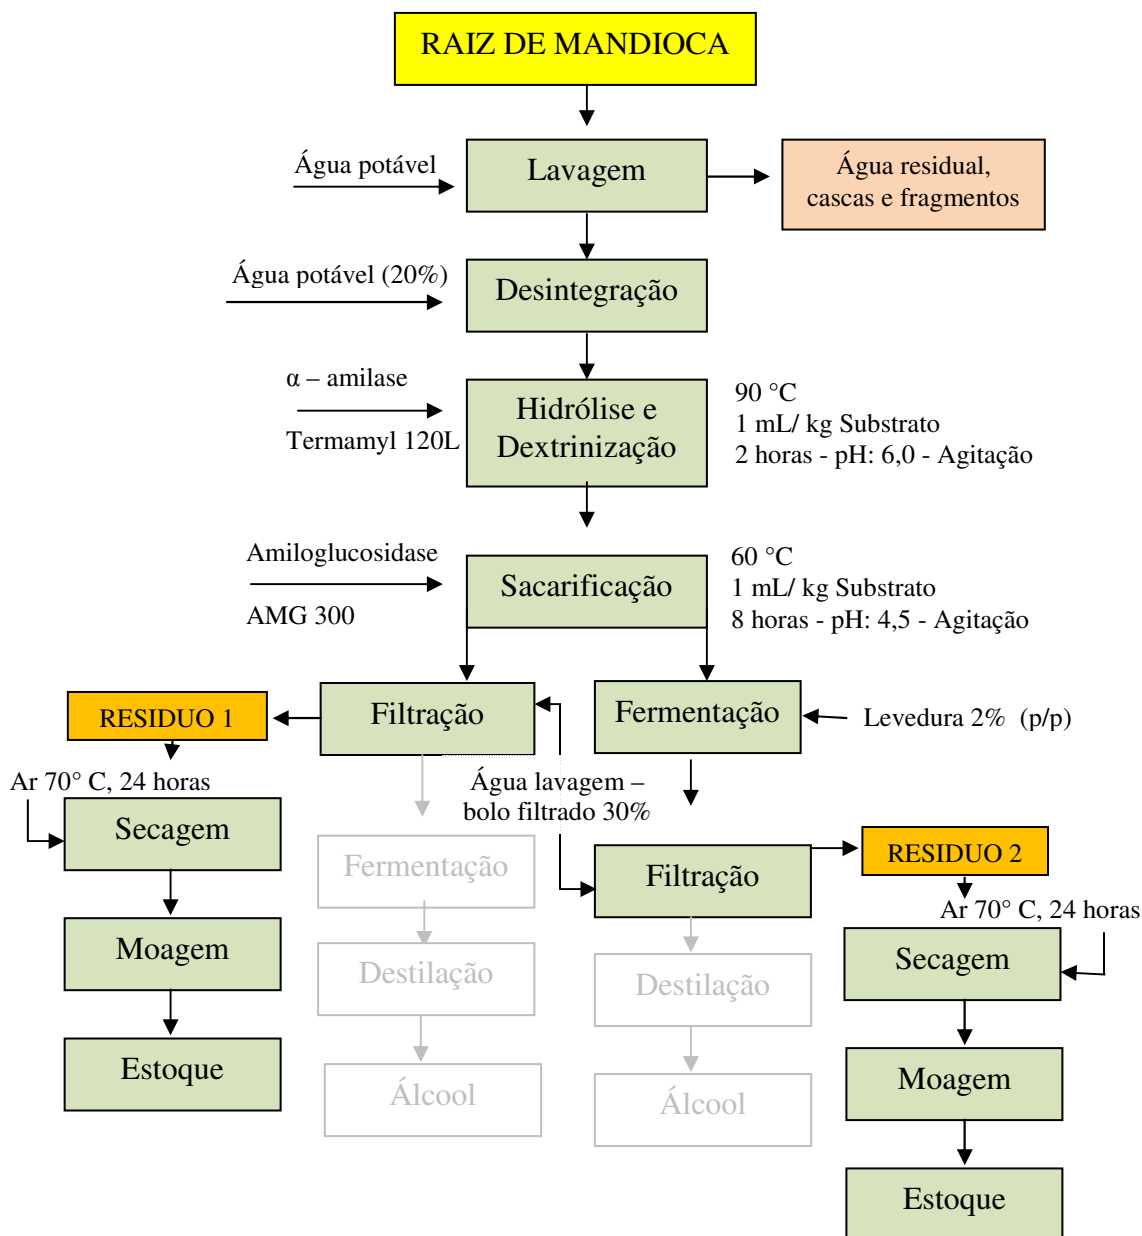 RAIZ DE MANDIOCA
Água potável
Lavagem
Água residual,
cascas e fragmentos
Água potável (20%)
Desintegração
α – amilase
Termamyl 120L
Hidrólise e
Dextrinização
90 °C
1 mL/ kg Substrato
2 horas - pH: 6,0 - Agitação
Amiloglucosidase
AMG 300
Sacarificação
60 °C
1 mL/ kg Substrato
8 horas - pH: 4,5 - Agitação
RESIDUO 1
Filtração
Fermentação
Levedura 2%  (p/p)
Ar 70° C, 24 horas
Água lavagem –
bolo filtrado 30%
Secagem
Fermentação
Filtração
RESIDUO 2
Ar 70° C, 24 horas
Moagem
Destilação
Destilação
Secagem
Estoque
Álcool
Álcool
Moagem
Estoque